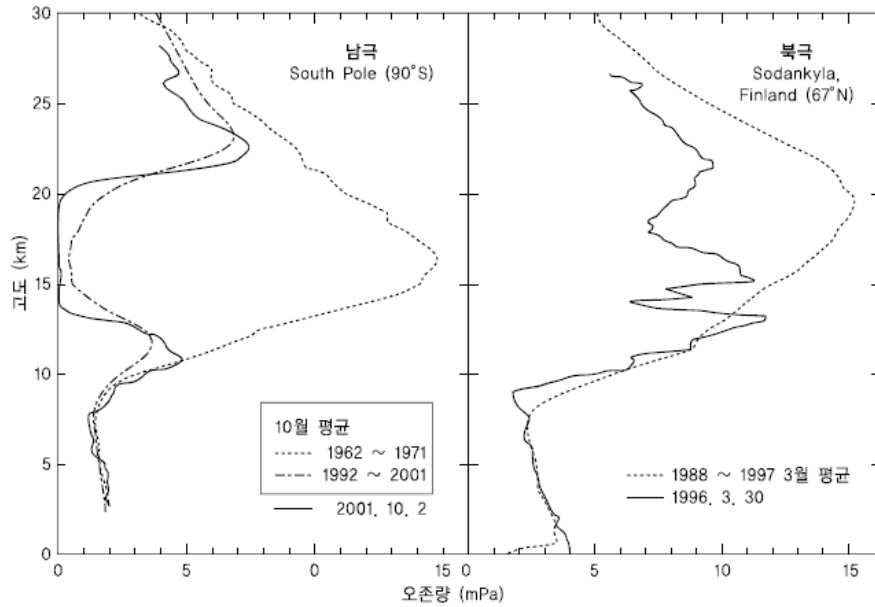 30
25
20
15
10
5
0
고도 (km)
남극
South Pole (90°S)
10월 평균
1962 ~ 1971
1992 ~ 2001
2001. 10. 2
북극
Sodankyla,
Finland (67°N)
1988 ~ 1997 3월 평균
1996. 3. 30
0 5 0 15 0 5 10 15
오존량 (mPa)